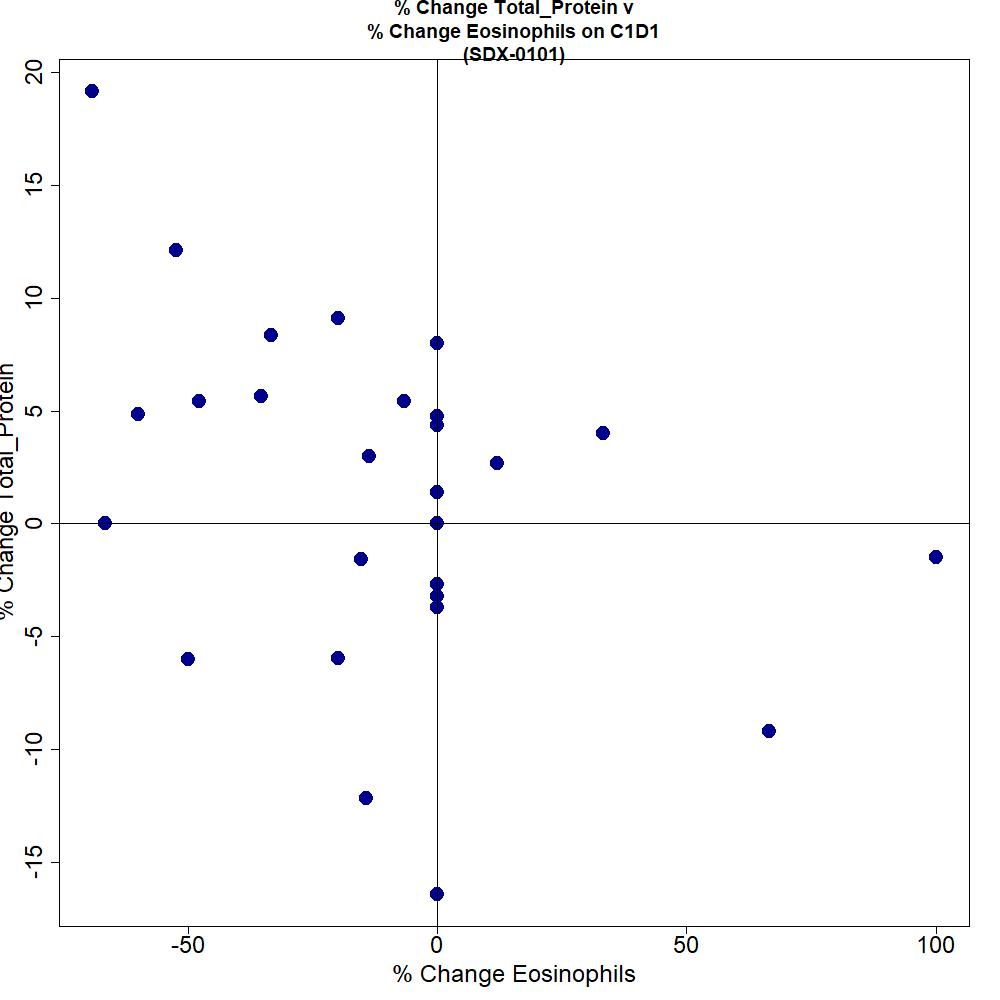 % Change Total_Protein v
% Change Eosinophils on C1D1
(SDX-0101)
20
15
10
5
0
-5
-10
-15
% Change Total_Protein
-50
0
50
100
% Change Eosinophils